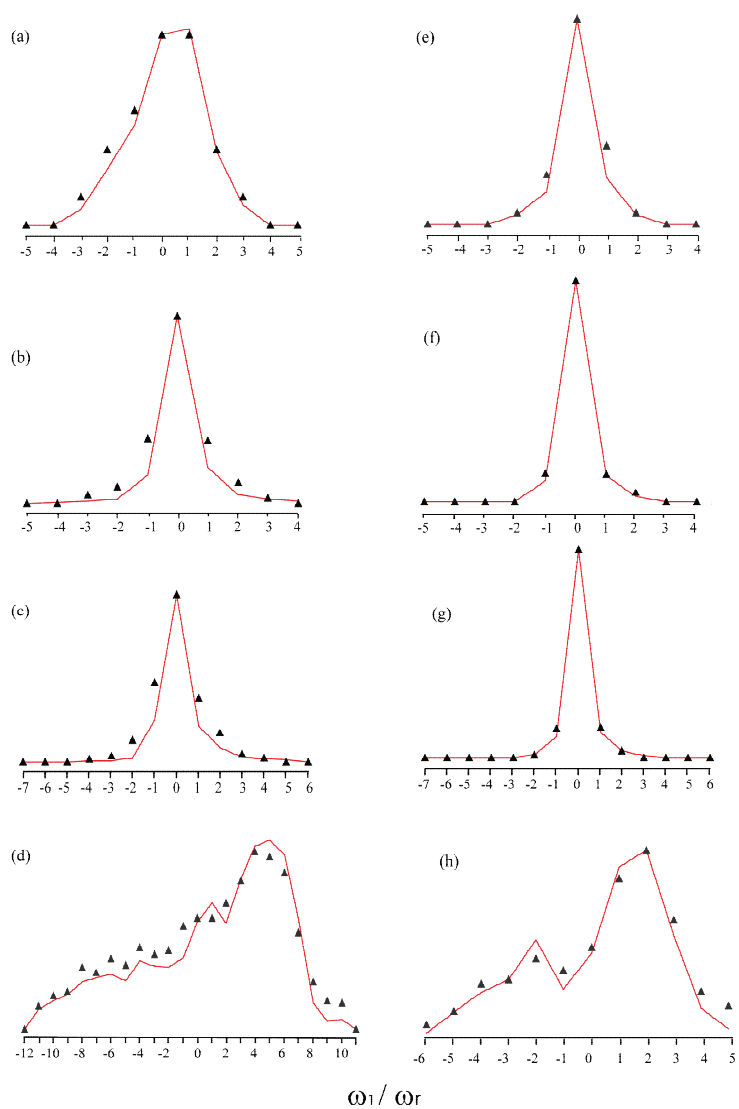 (a)
-5 -4 -3 -2 -1 0 1 2 3 4 5
(e)
-5 -4 -3 -2 -1 0 1 2 3 4
(b)
-5 -4 -3 -2 -1 0 1 2 3 4
(f)
-5 -4 -3 -2 -1 0 1 2 3 4
(c)
-7 -6 -5 -4 -3 -2 -1 0 1 2 3 4 5 6
(g)
-7 -6 -5 -4 -3 -2 -1 0 1 2 3 4 5 6
(d)
-12 -10 -8 -6 -4 -2 0 2 4 6 8 10
(h)
-6 -5 -4 -3 -2 -1 0 1 2 3 4 5
ω1/ ωr